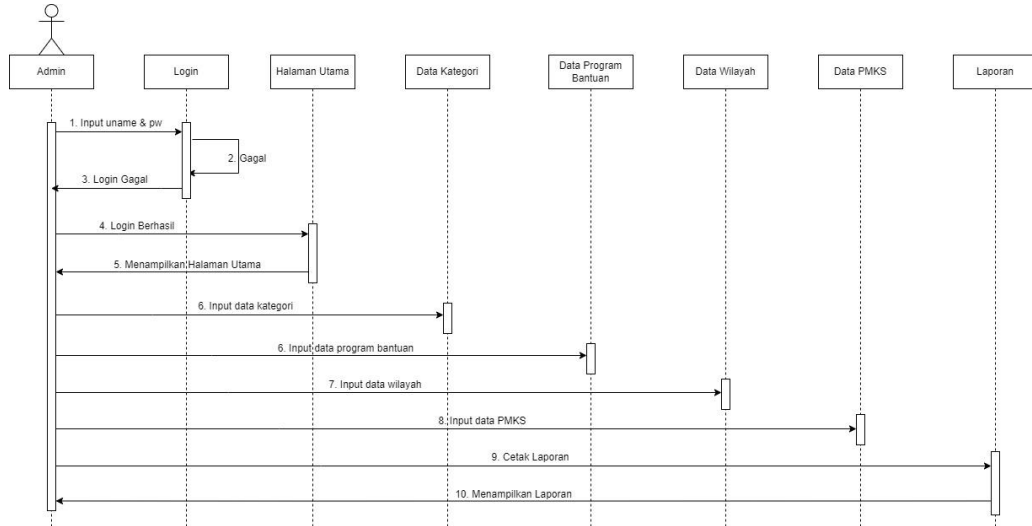 Admin
Login
Halaman Utama
Data Kategori
Data Program
Bantuan
Data Wilayah
Data PMKS
Laporan
1. Input uname & pw
2. Gagal
3. Login Gagal
4. Login Berhasil
5. Menampilkan Halaman Utama
6. Input data kategori
6. Input data program bantuan
7. Input data wilayah
8. Input data PMKS
9. Cetak Laporan
10. Menampilkan Laporan